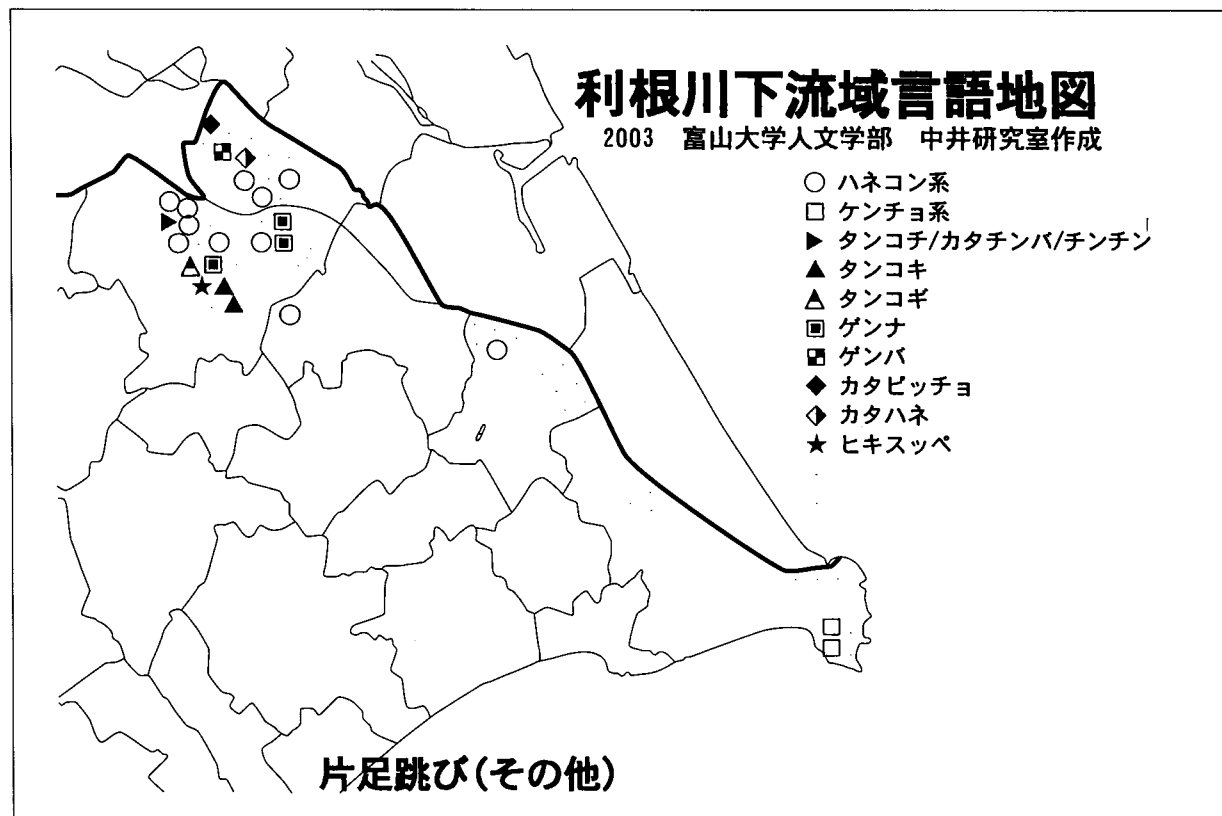 利根川下流域言語地図
2003 富山大学人文学部 中井研究室作成
ハネコン系
ケンチョ系
タンコチ/カタチンバ/チンチン
タンコキ
タンコギ
ゲンナ
ゲンバ
カタピッチョ
カタハネ
ヒキスッペ
片足跳び(その他)